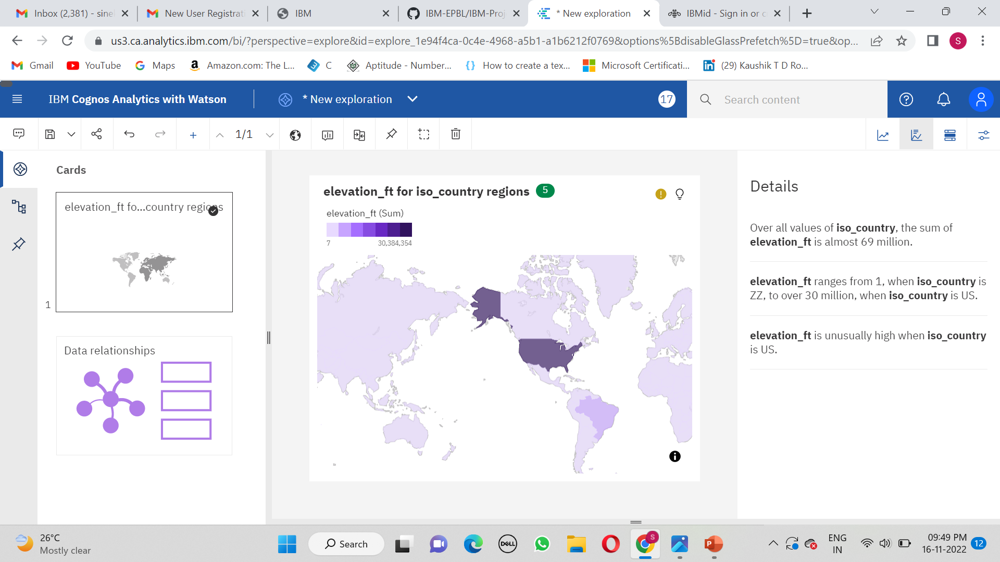 Inbox (2,381) - sinel
New User Registrati
IBM
IBM-EPBL/IBM-Proj
* New exploration
IBMid - Sign in or c
us3.ca.analytics.ibm.com/bi/?perspective=explore&id=explore_1e94f4ca-0c4e-4968-a5b1-a1b6212f0769&options%5BdisableGlassPrefetch%5D=true&op...
S
Gmail
YouTube
Maps
Amazon.com: The L...
C
Aptitude - Number...
How to create a tex...
Microsoft Certificati...
(29) Kaushik T D Ro...
IBM Cognos Analytics with Watson
* New exploration
17
Search content
1/1
Cards
elevation_ft fo...country regions
1
Data relationships
elevation_ft for iso_country regions 5
elevation_ft (Sum)
7 30,384,354
Details
Over all values of iso_country, the sum of
elevation_ft is almost 69 million.
elevation_ft ranges from 1, when iso_country is
ZZ, to over 30 million, when iso_country is US.
elevation_ft is unusually high when iso_country
is US.
26°C
Mostly clear
Search
DELL
S
P
ENG
IN
09:49 PM
16-11-2022
12